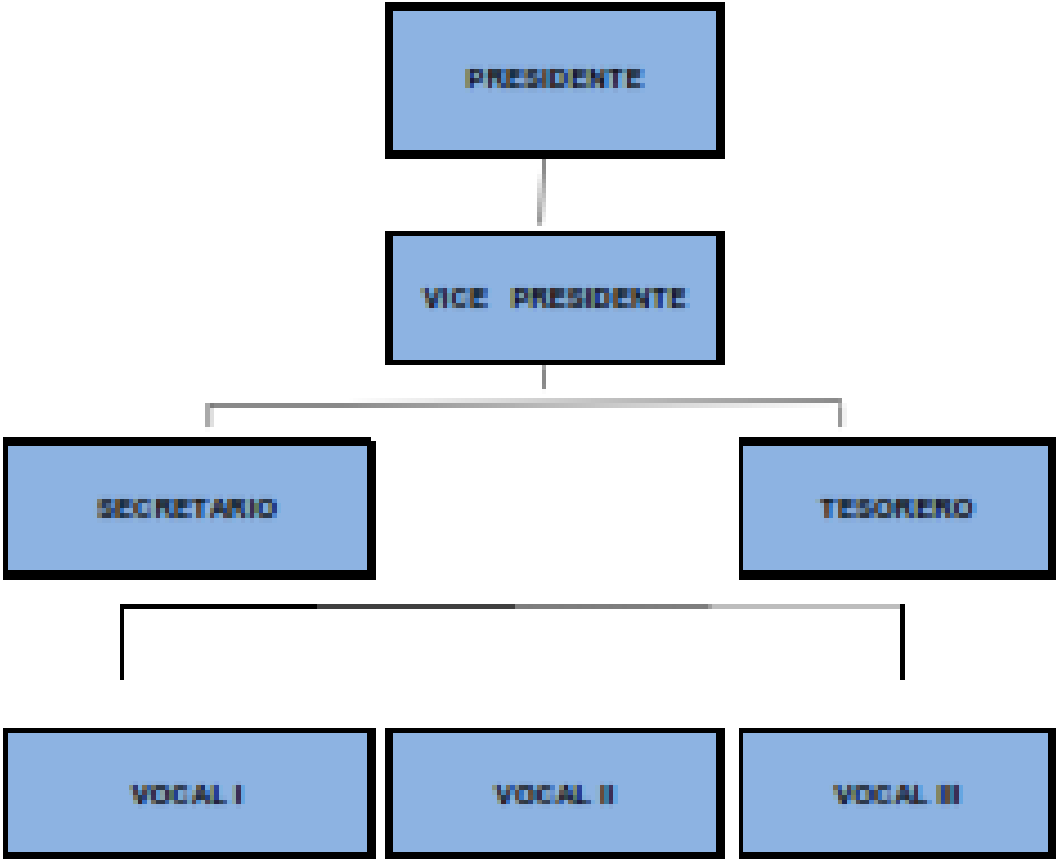 PRESIDENTE
VICE PRESIDENTE
SECRETARIO
TESORERO
VOCAL I
VOCAL II
VOCAL III